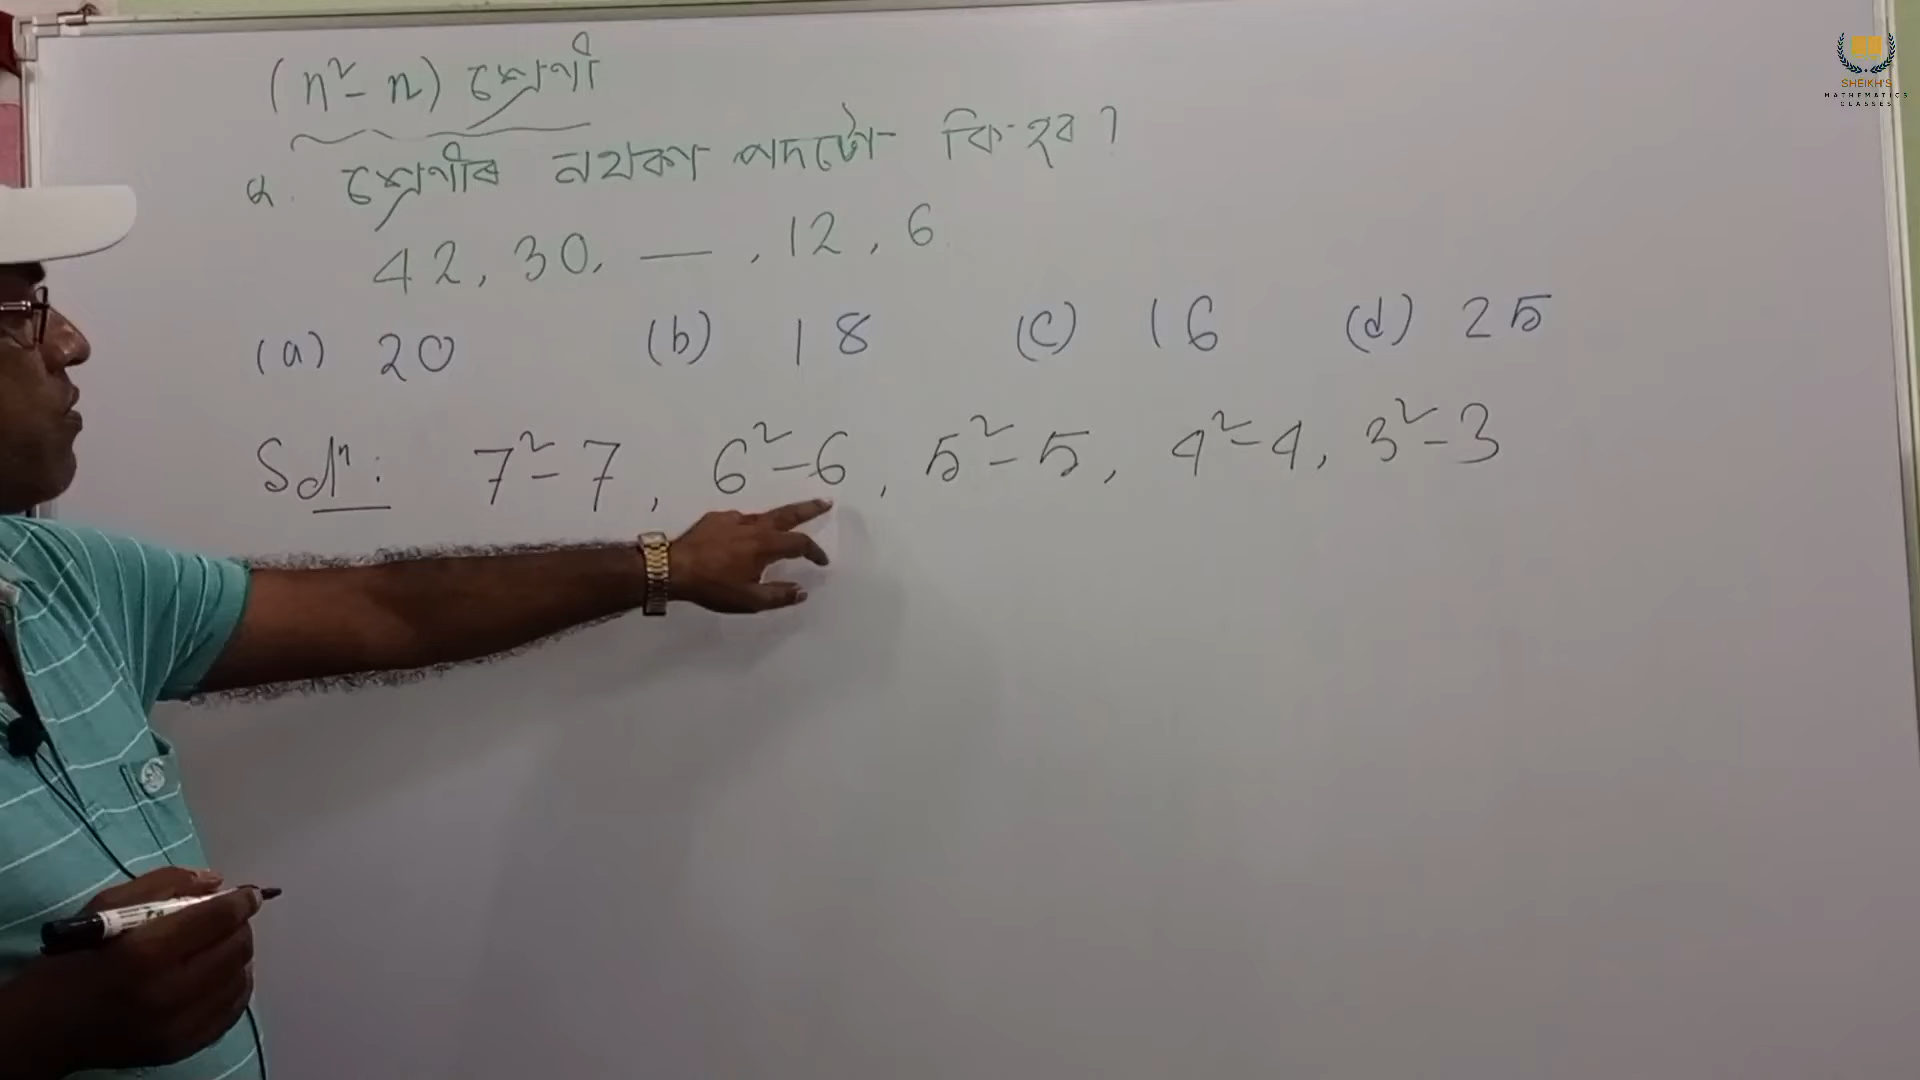 (n² - n) শ্ৰেণী
Q. শ্ৰেণীৰ নথকা পদটো কি হব ?
42, 30, — , 12, 6.
(a) 20 (b) 18 (c) 16 (d) 25
Solⁿ: 7² - 7, 6² - 6, 5² - 5, 4² - 4, 3² - 3
SHEIKH'S
MATHEMATICS
CLASSES